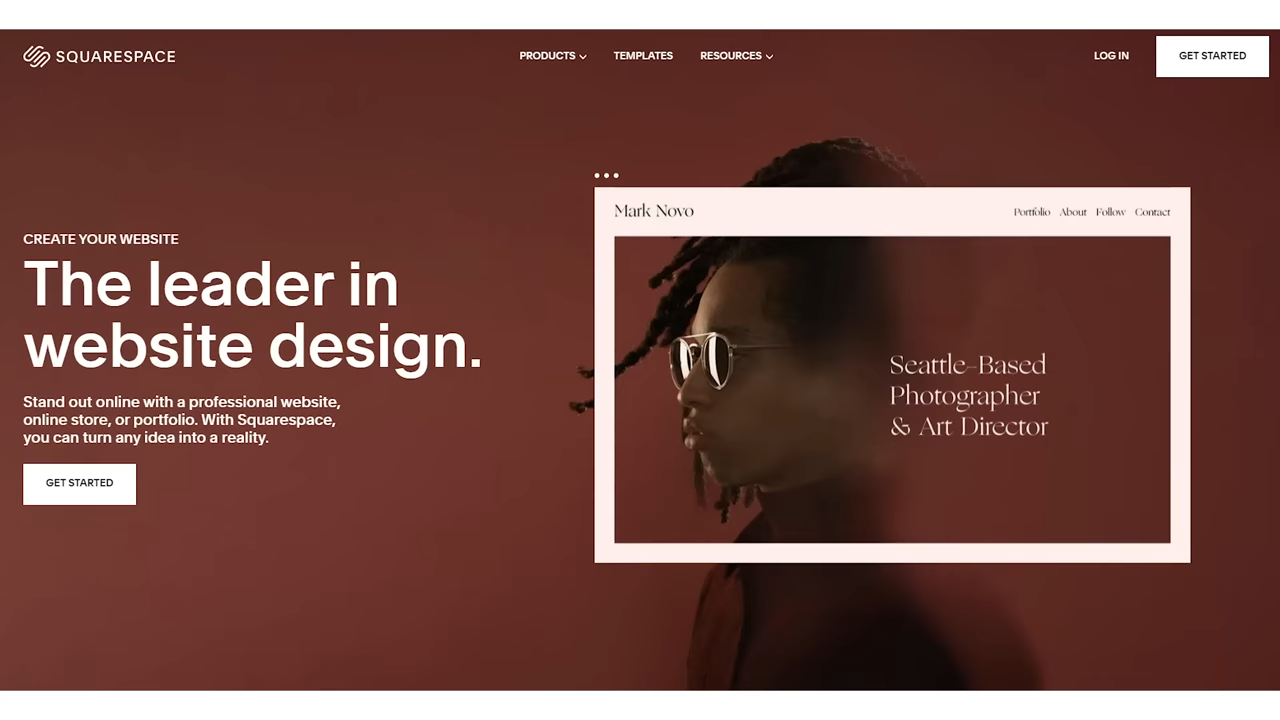 SQUARESPACE
PRODUCTS
TEMPLATES
RESOURCES
LOG IN
GET STARTED
CREATE YOUR WEBSITE
The leader in
website design.
Stand out online with a professional website,
online store, or portfolio. With Squarespace,
you can turn any idea into a reality.
GET STARTED
Mark Novo
Portfolio About Follow Contact
Seattle-Based
Photographer
& Art Director